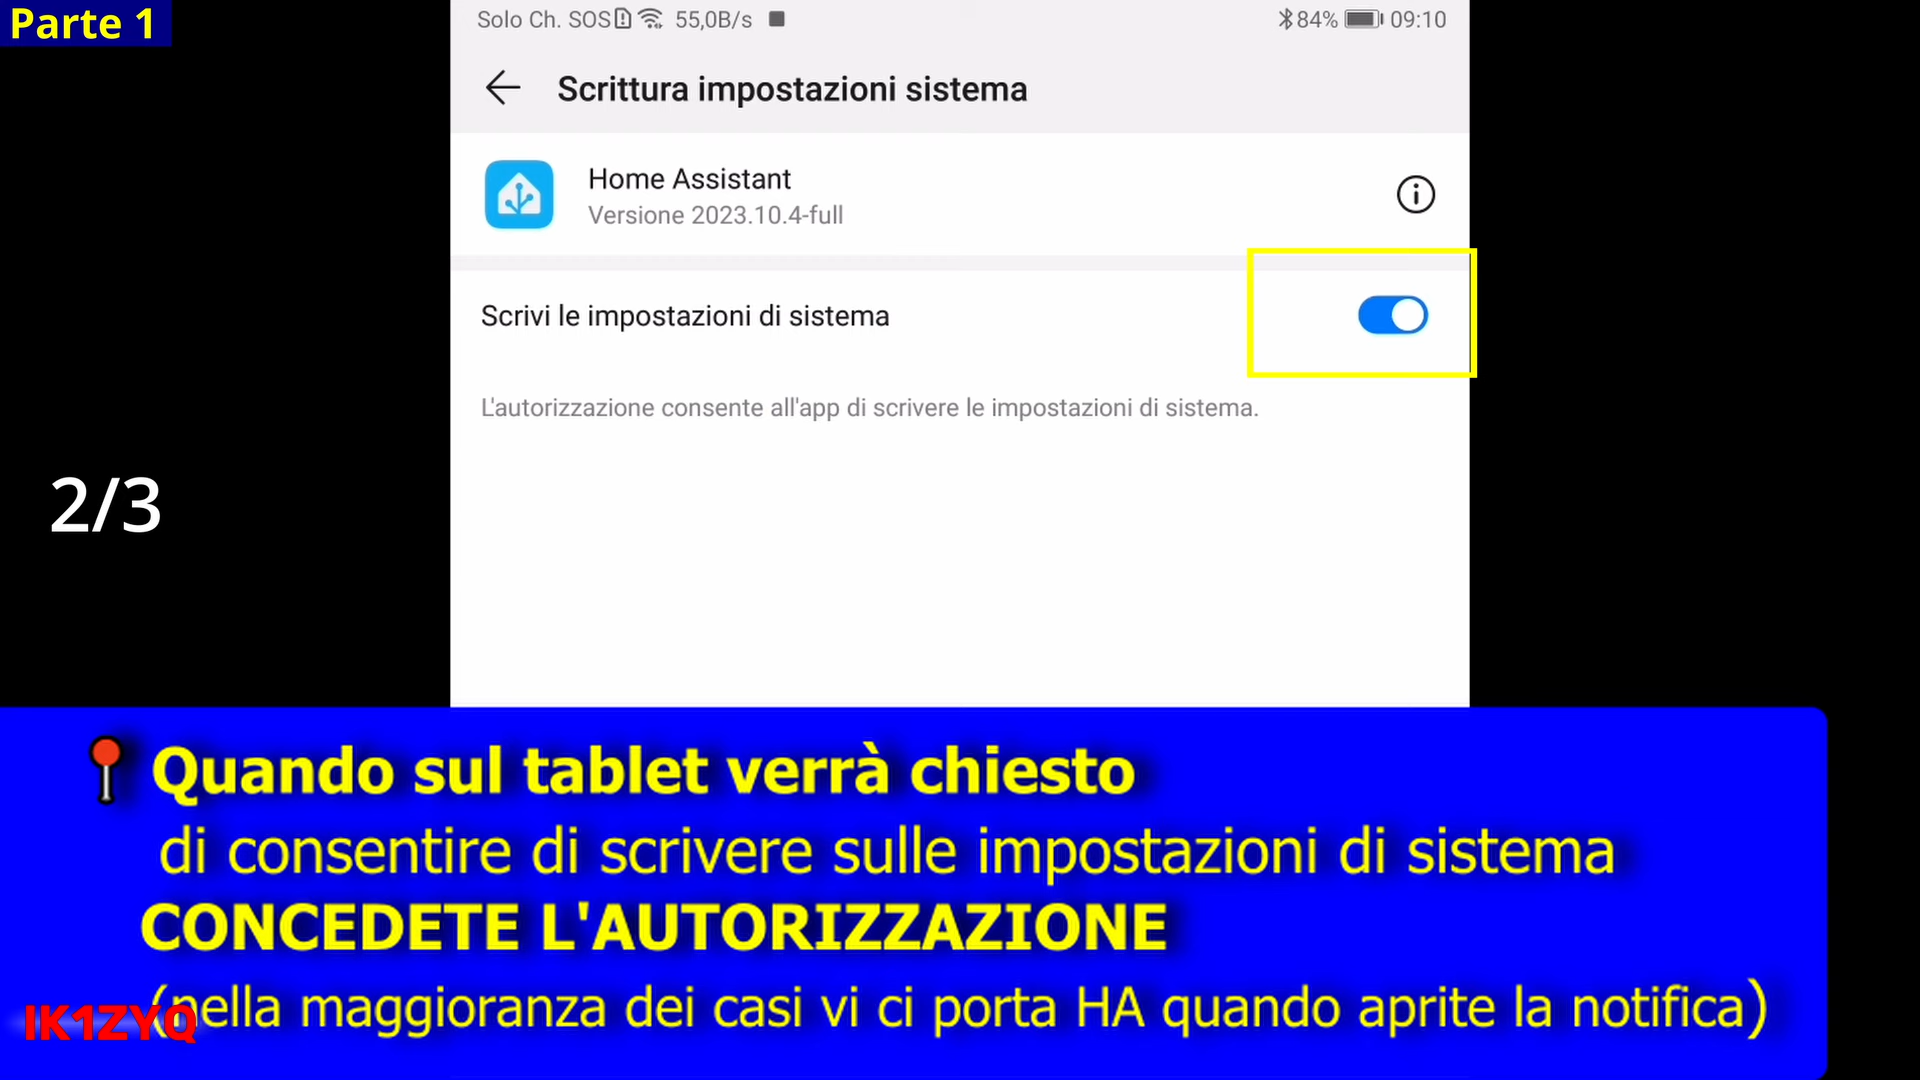 Parte 1
Solo Ch. SOS 55,0B/s 84% 09:10
Scrittura impostazioni sistema
Home Assistant
Versione 2023.10.4-full
Scrivi le impostazioni di sistema
L'autorizzazione consente all'app di scrivere le impostazioni di sistema.
2/3
Quando sul tablet verrà chiesto
di consentire di scrivere sulle impostazioni di sistema
CONCEDETE L'AUTORIZZAZIONE
(nella maggioranza dei casi vi ci porta HA quando aprite la notifica)
IK1ZYQ